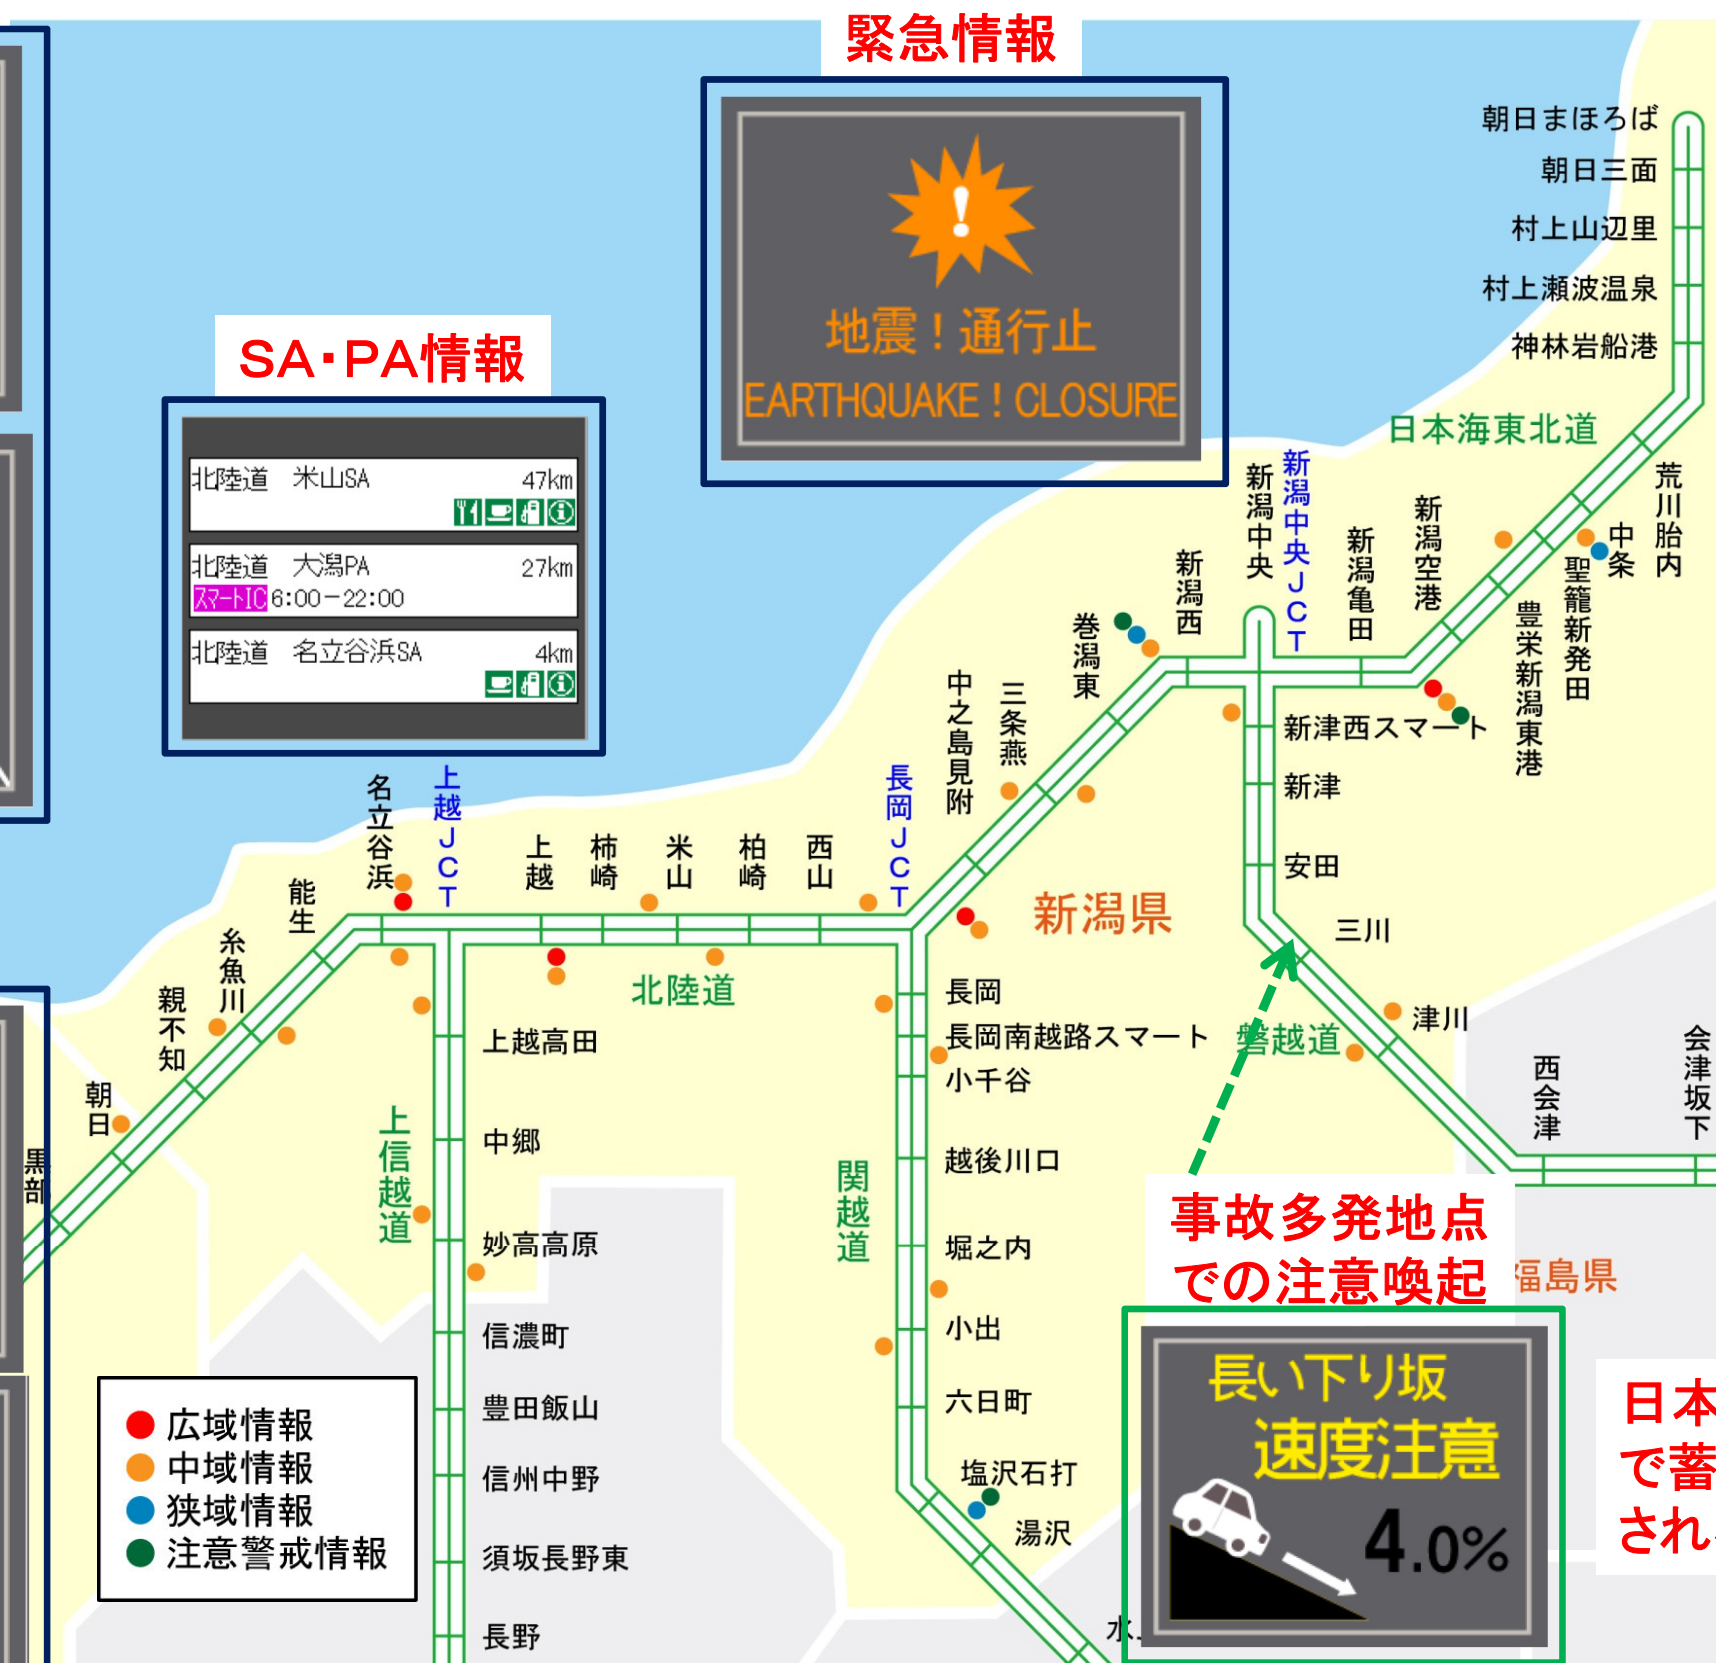 緊急情報
地震！通行止
EARTHQUAKE！CLOSURE
SA・PA情報
北陸道　米山SA　47km
北陸道　大潟PA　27km
スマートIC 6:00－22:00
北陸道　名立谷浜SA　4km
朝日まほろば
朝日三面
村上山辺里
村上瀬波温泉
神林岩船港
日本海東北道
荒川胎内
中条
聖籠新発田
豊栄新潟東港
新潟空港
新潟亀田
新潟中央JCT
新潟中央
新潟西
巻潟東
三条燕
中之島見附
長岡JCT
西山
柏崎
米山
柿崎
上越
上越JCT
名立谷浜
能生
糸魚川
親不知
朝日
黒部
北陸道
新潟県
新津西スマート
新津
安田
三川
津川
磐越道
西会津
会津坂下
福島県
上信越道
上越高田
中郷
妙高高原
信濃町
豊田飯山
信州中野
須坂長野東
長野
関越道
長岡
長岡南越路スマート
小千谷
越後川口
堀之内
小出
六日町
塩沢石打
湯沢
水
事故多発地点
での注意喚起
長い下り坂
速度注意
4.0%
日本
で蓄
され
広域情報
中域情報
狭域情報
注意警戒情報